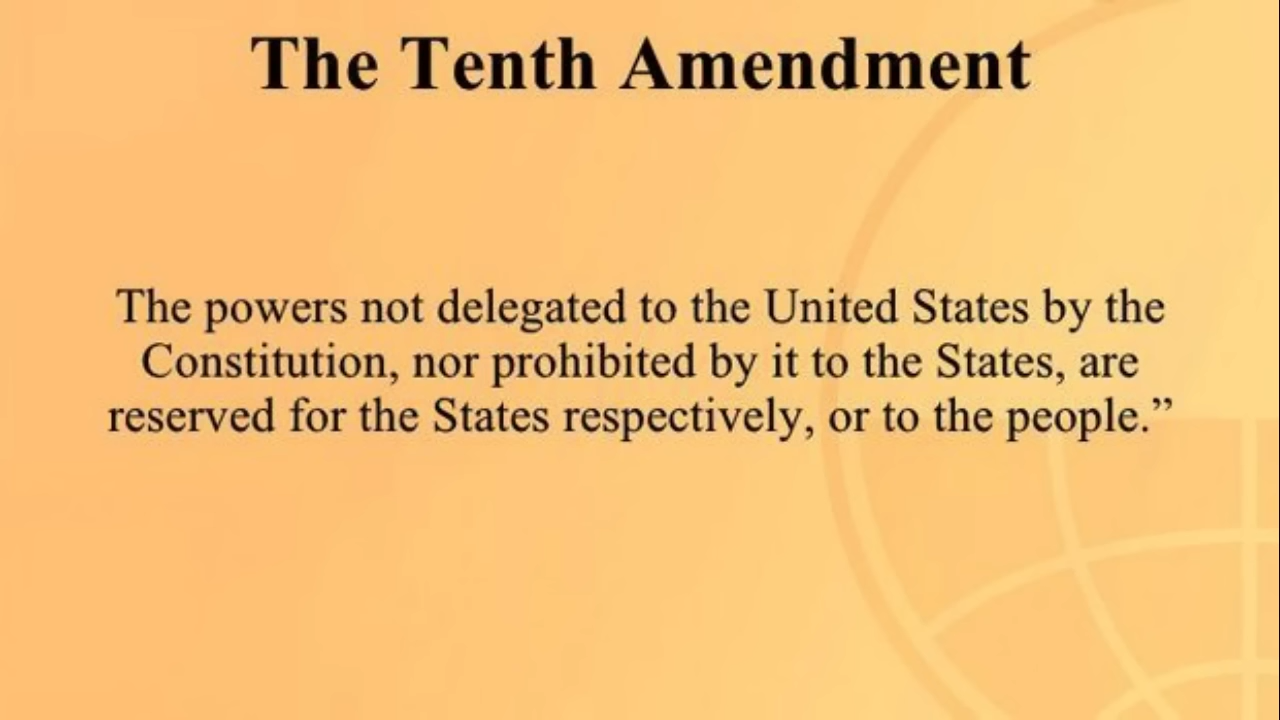 The Tenth Amendment
The powers not delegated to the United States by the
Constitution, nor prohibited by it to the States, are
reserved for the States respectively, or to the people.”